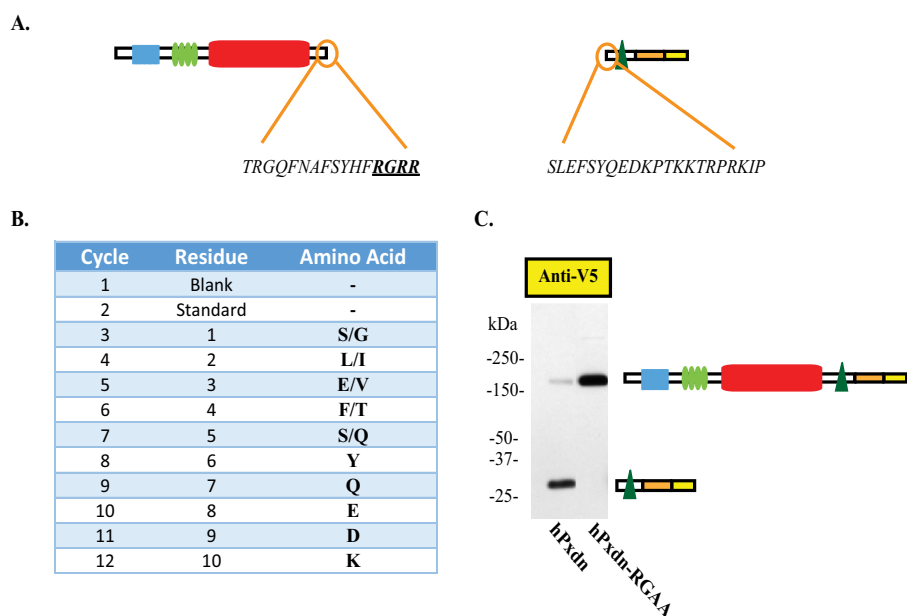 A.
TRGQFNAFSYHFRGRR
SLEFSYQEDKPTKKTRPRKIP
B.
Cycle Residue Amino Acid
1 Blank -
2 Standard -
3 1 S/G
4 2 L/I
5 3 E/V
6 4 F/T
7 5 S/Q
8 6 Y
9 7 Q
10 8 E
11 9 D
12 10 K
C.
Anti-V5
kDa
-250-
-150-
-50-
-37-
-25-
hPxdn
hPxdn-RGAA